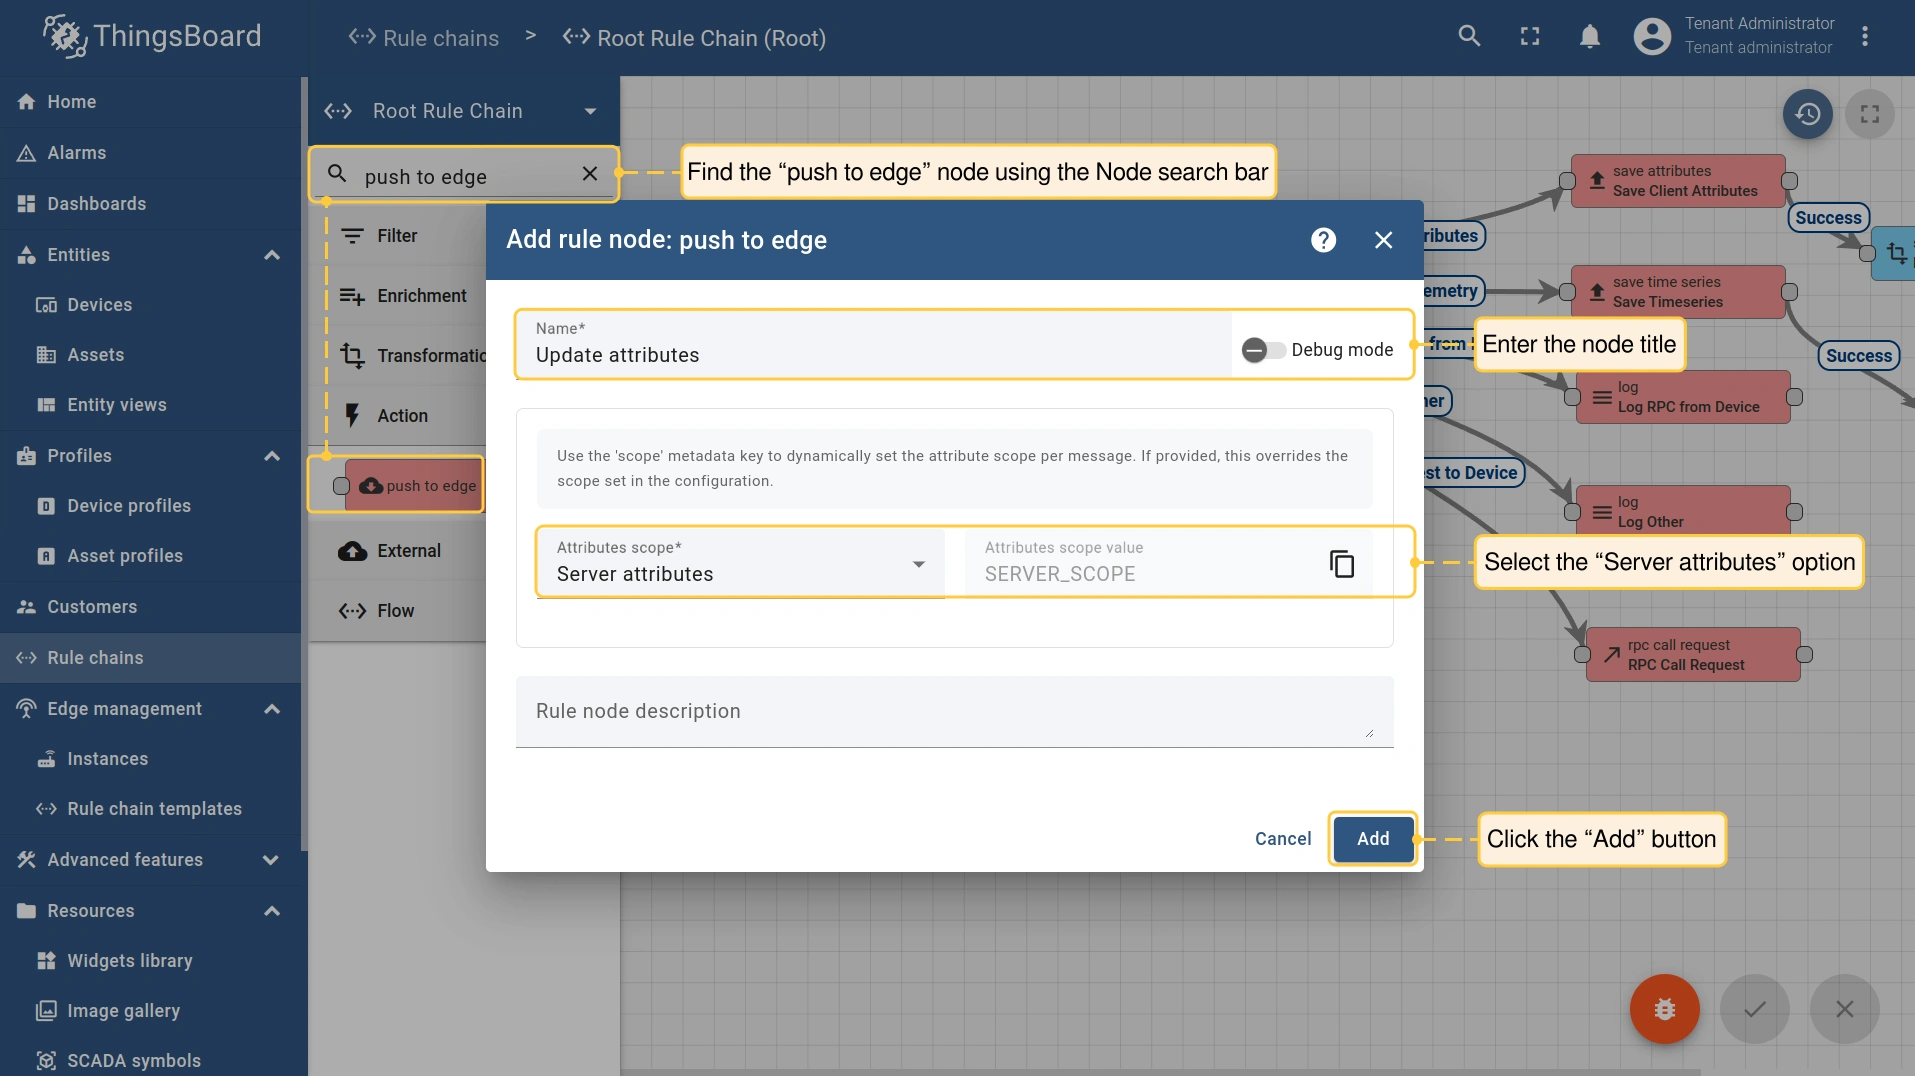 ThingsBoard
Rule chains > Root Rule Chain (Root)
Tenant Administrator
Tenant administrator
Home
Alarms
Dashboards
Entities
Devices
Assets
Entity views
Profiles
Device profiles
Asset profiles
Customers
Rule chains
Edge management
Instances
Rule chain templates
Advanced features
Resources
Widgets library
Image gallery
SCADA symbols
Root Rule Chain
push to edge
Find the “push to edge” node using the Node search bar
Filter
Enrichment
Transformatio
Action
push to edge
External
Flow
Add rule node: push to edge
Name*
Update attributes
Debug mode
Enter the node title
Use the 'scope' metadata key to dynamically set the attribute scope per message. If provided, this overrides the
scope set in the configuration.
Attributes scope*
Server attributes
Attributes scope value
SERVER_SCOPE
Select the “Server attributes” option
Rule node description
Cancel
Add
Click the “Add” button
save attributes
Save Client Attributes
Success
ributes
emetry
save time series
Save Timeseries
from
Success
log
Log RPC from Device
her
st to Device
log
Log Other
rpc call request
RPC Call Request